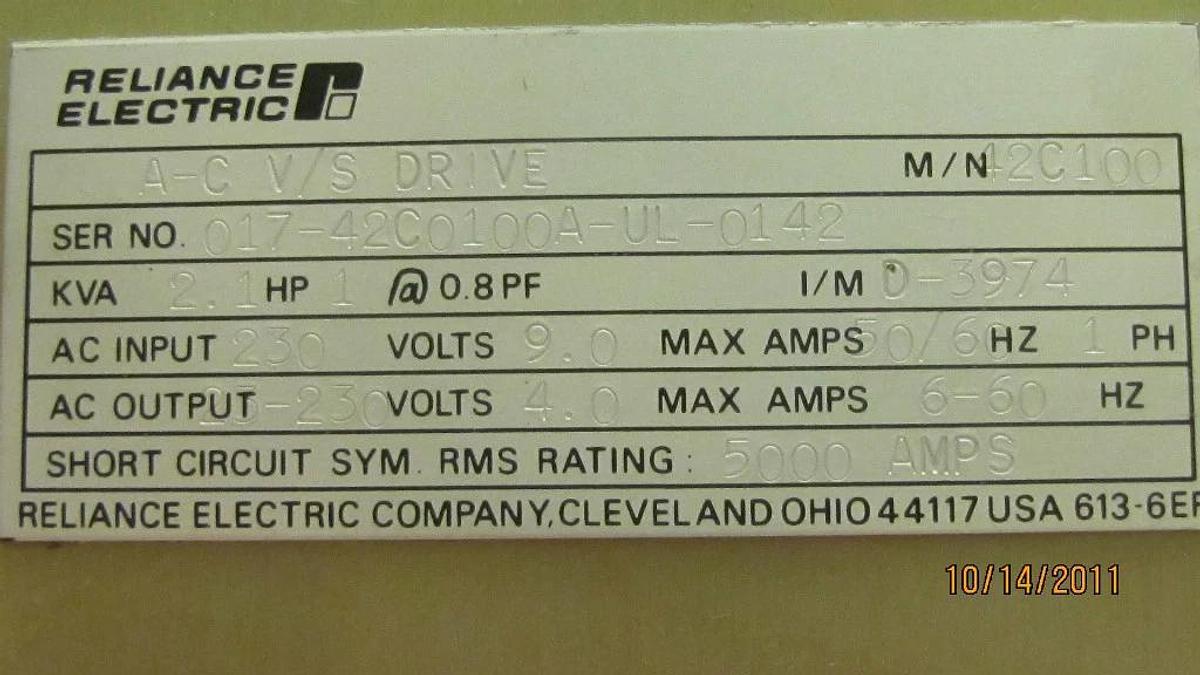 RELIANCE
ELECTRIC
A-C V/S DRIVE M/N 42C100
SER NO. 017-42C0100A-UL-0142
KVA 2.1 HP 1 @ 0.8 PF I/M D-3974
AC INPUT 230 VOLTS 9.0 MAX AMPS 50/60 HZ 1 PH
AC OUTPUT 23-230 VOLTS 4.0 MAX AMPS 6-60 HZ
SHORT CIRCUIT SYM. RMS RATING: 5000 AMPS
RELIANCE ELECTRIC COMPANY, CLEVELAND OHIO 44117 USA 613-6EF
10/14/2011